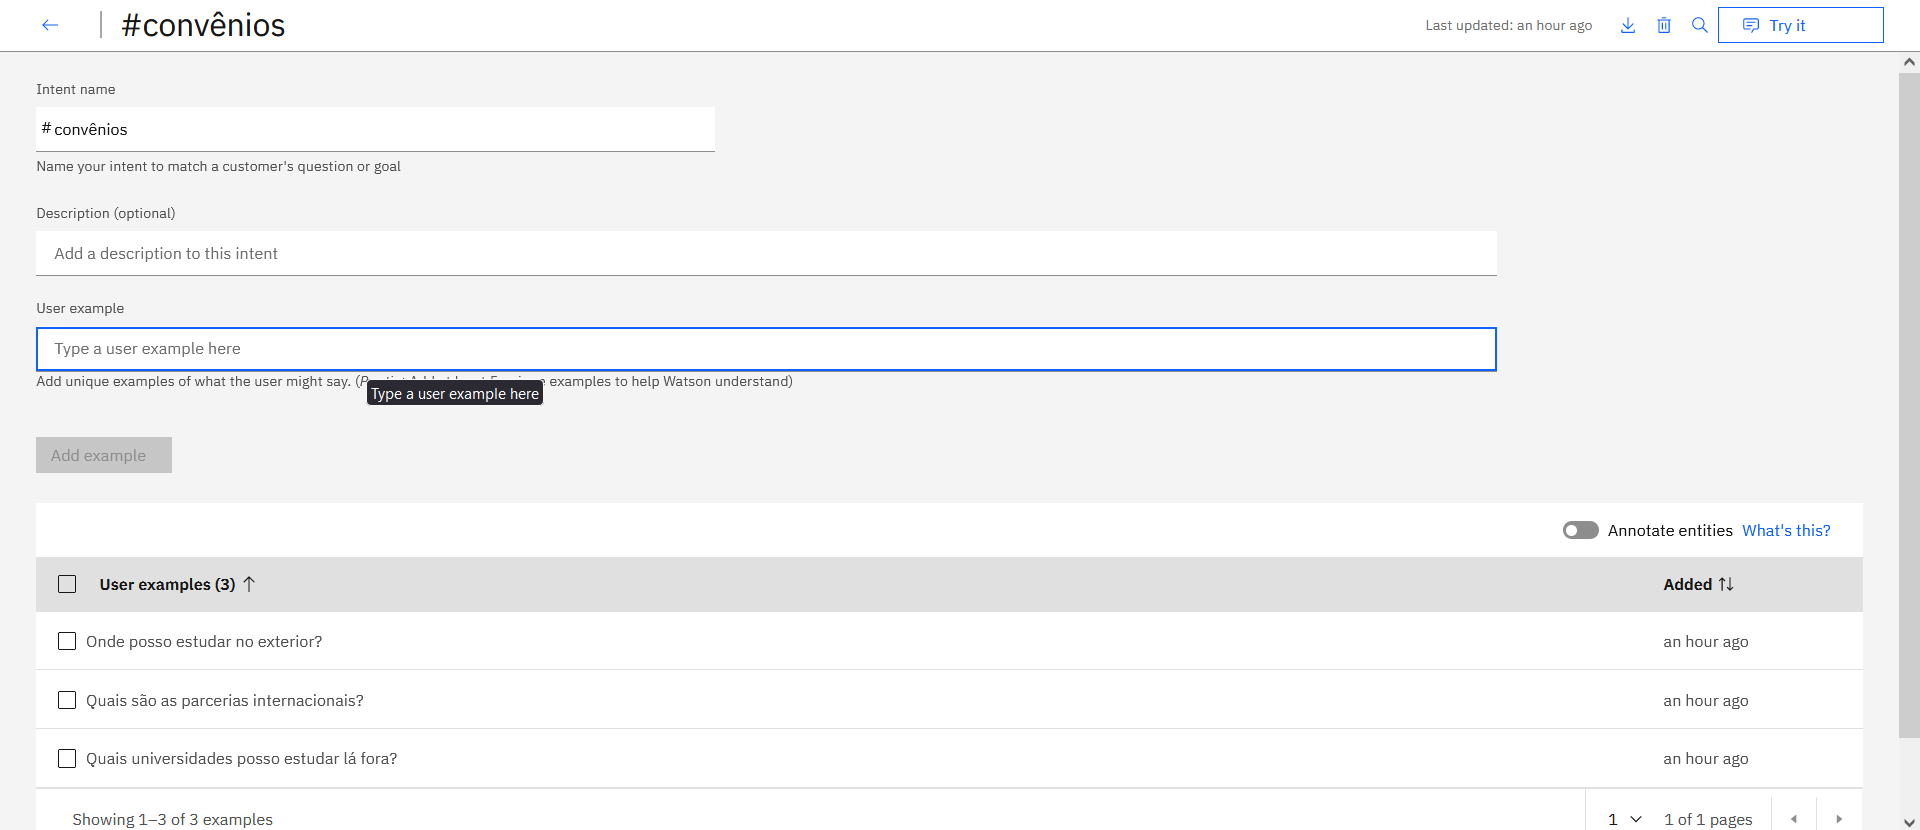 #convênios
Last updated: an hour ago
Try it
Intent name
# convênios
Name your intent to match a customer's question or goal
Description (optional)
Add a description to this intent
User example
Type a user example here
Add unique examples of what the user might say. ( examples to help Watson understand)
Type a user example here
Add example
Annotate entities What's this?
User examples (3) Added
Onde posso estudar no exterior? an hour ago
Quais são as parcerias internacionais? an hour ago
Quais universidades posso estudar lá fora? an hour ago
Showing 1–3 of 3 examples 1 1 of 1 pages